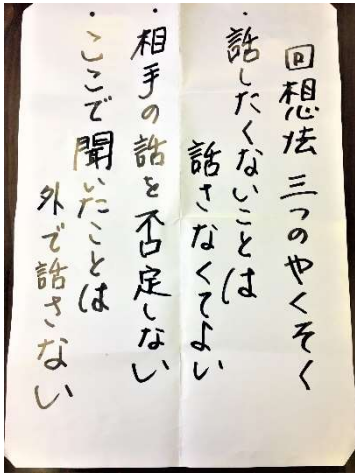 回想法 三つのやくそく
・話したくないことは
話さなくてよい
・相手の話を否定しない
・ここで聞いたことは
外で話さない